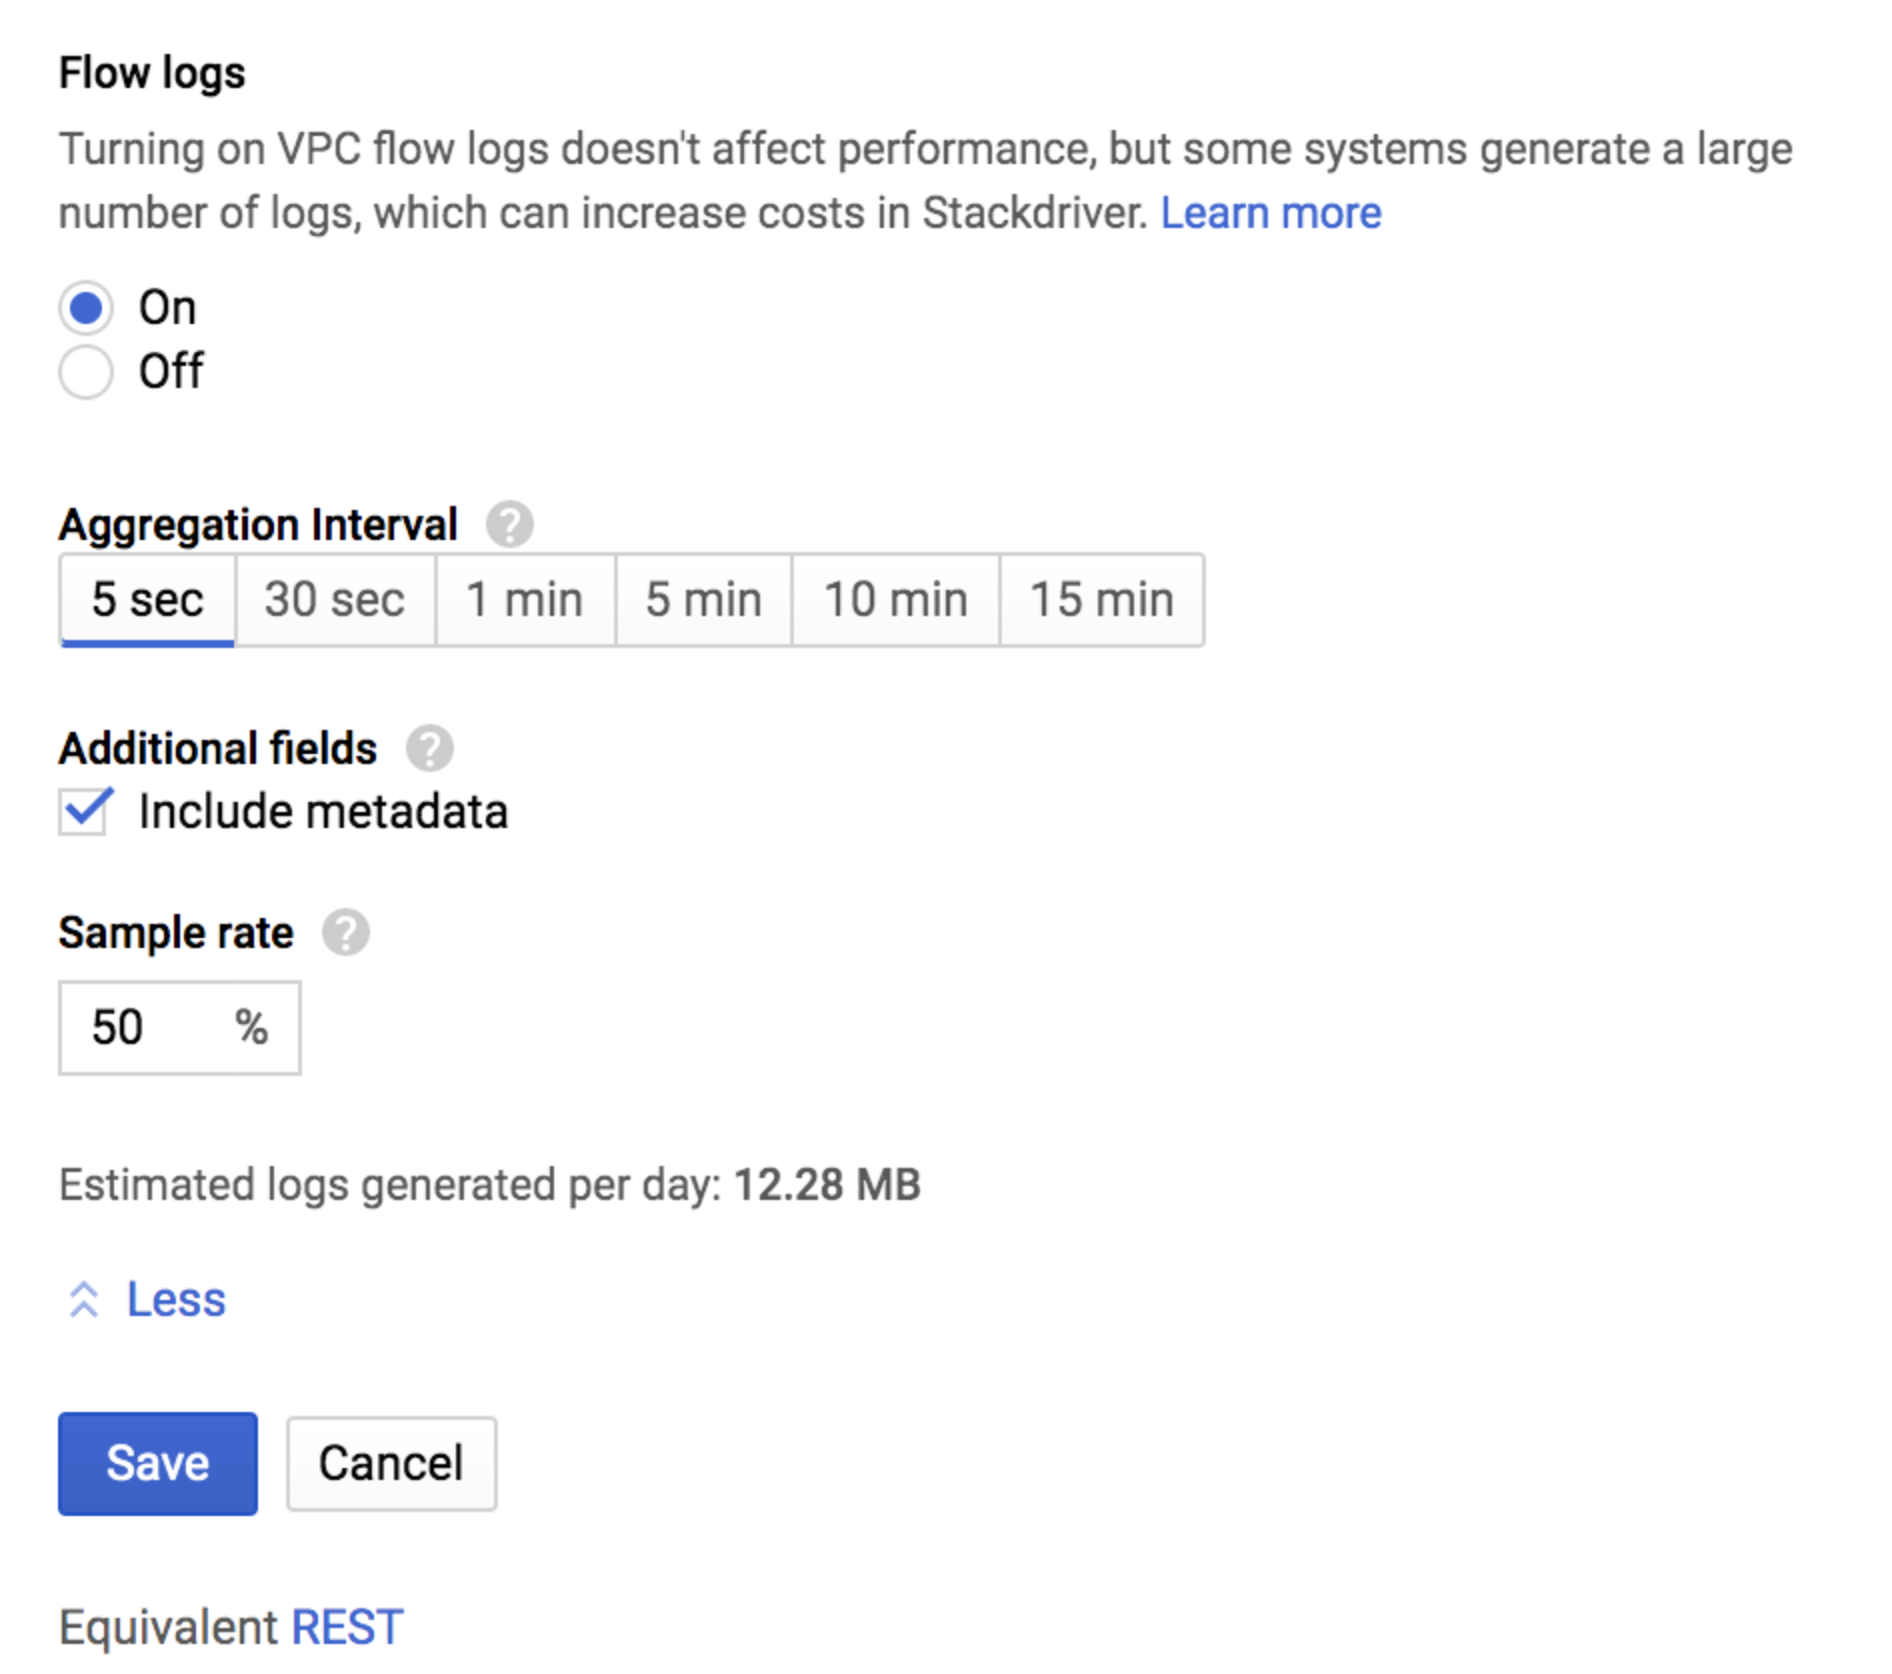 Flow logs
Turning on VPC flow logs doesn't affect performance, but some systems generate a large
number of logs, which can increase costs in Stackdriver. Learn more
On
Off
Aggregation Interval ?
5 sec 30 sec 1 min 5 min 10 min 15 min
Additional fields ?
Include metadata
Sample rate ?
50 %
Estimated logs generated per day: 12.28 MB
Less
Save Cancel
Equivalent REST